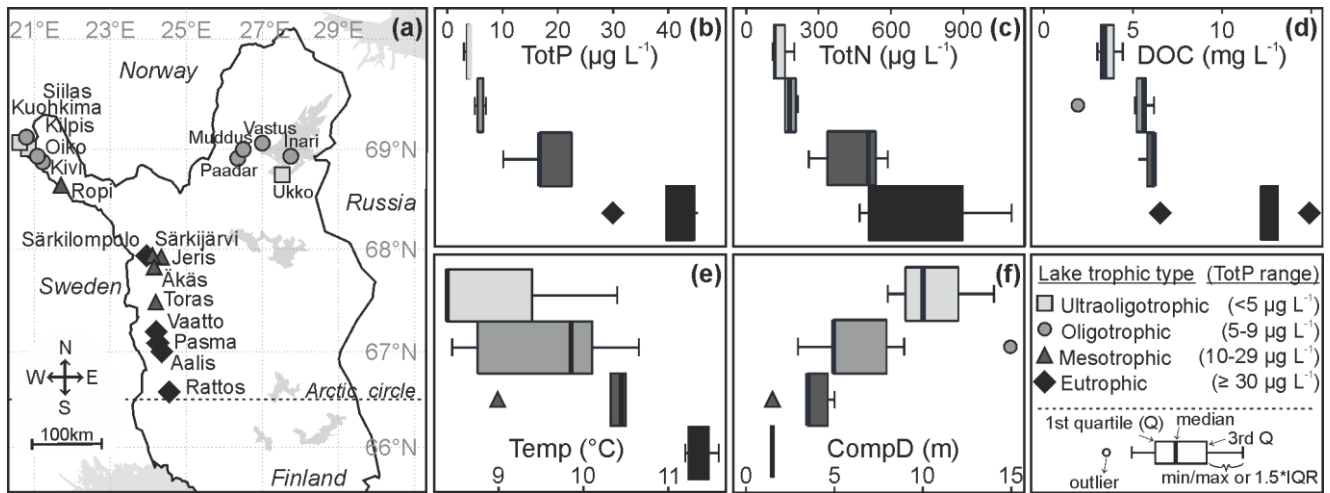 (a)
21°E 23°E 25°E 27°E 29°E
Norway
Siilas
Kuohkima
Kilpis
Oiko
Kivi
Ropi
Muddus
Vastus
Inari
Paadar
Ukko
69°N
Russia
Särkilompolo
Särkijärvi
68°N
Jeris
Sweden
Äkäs
Toras
Vaatto
Pasma
67°N
Aalis
N
W E
S
Rattos
Arctic circle
100km
66°N
Finland
0 10 20 30 40
(b)
TotP (µg L⁻¹)
0 300 600 900
(c)
TotN (µg L⁻¹)
0 5 10
(d)
DOC (mg L⁻¹)
(e)
Temp (°C)
9 10 11
(f)
CompD (m)
0 5 10 15
Lake trophic type (TotP range)
Ultraoligotrophic (<5 µg L⁻¹)
Oligotrophic (5-9 µg L⁻¹)
Mesotrophic (10-29 µg L⁻¹)
Eutrophic (≥ 30 µg L⁻¹)
1st quartile (Q)
median
3rd Q
outlier
min/max or 1.5*IQR